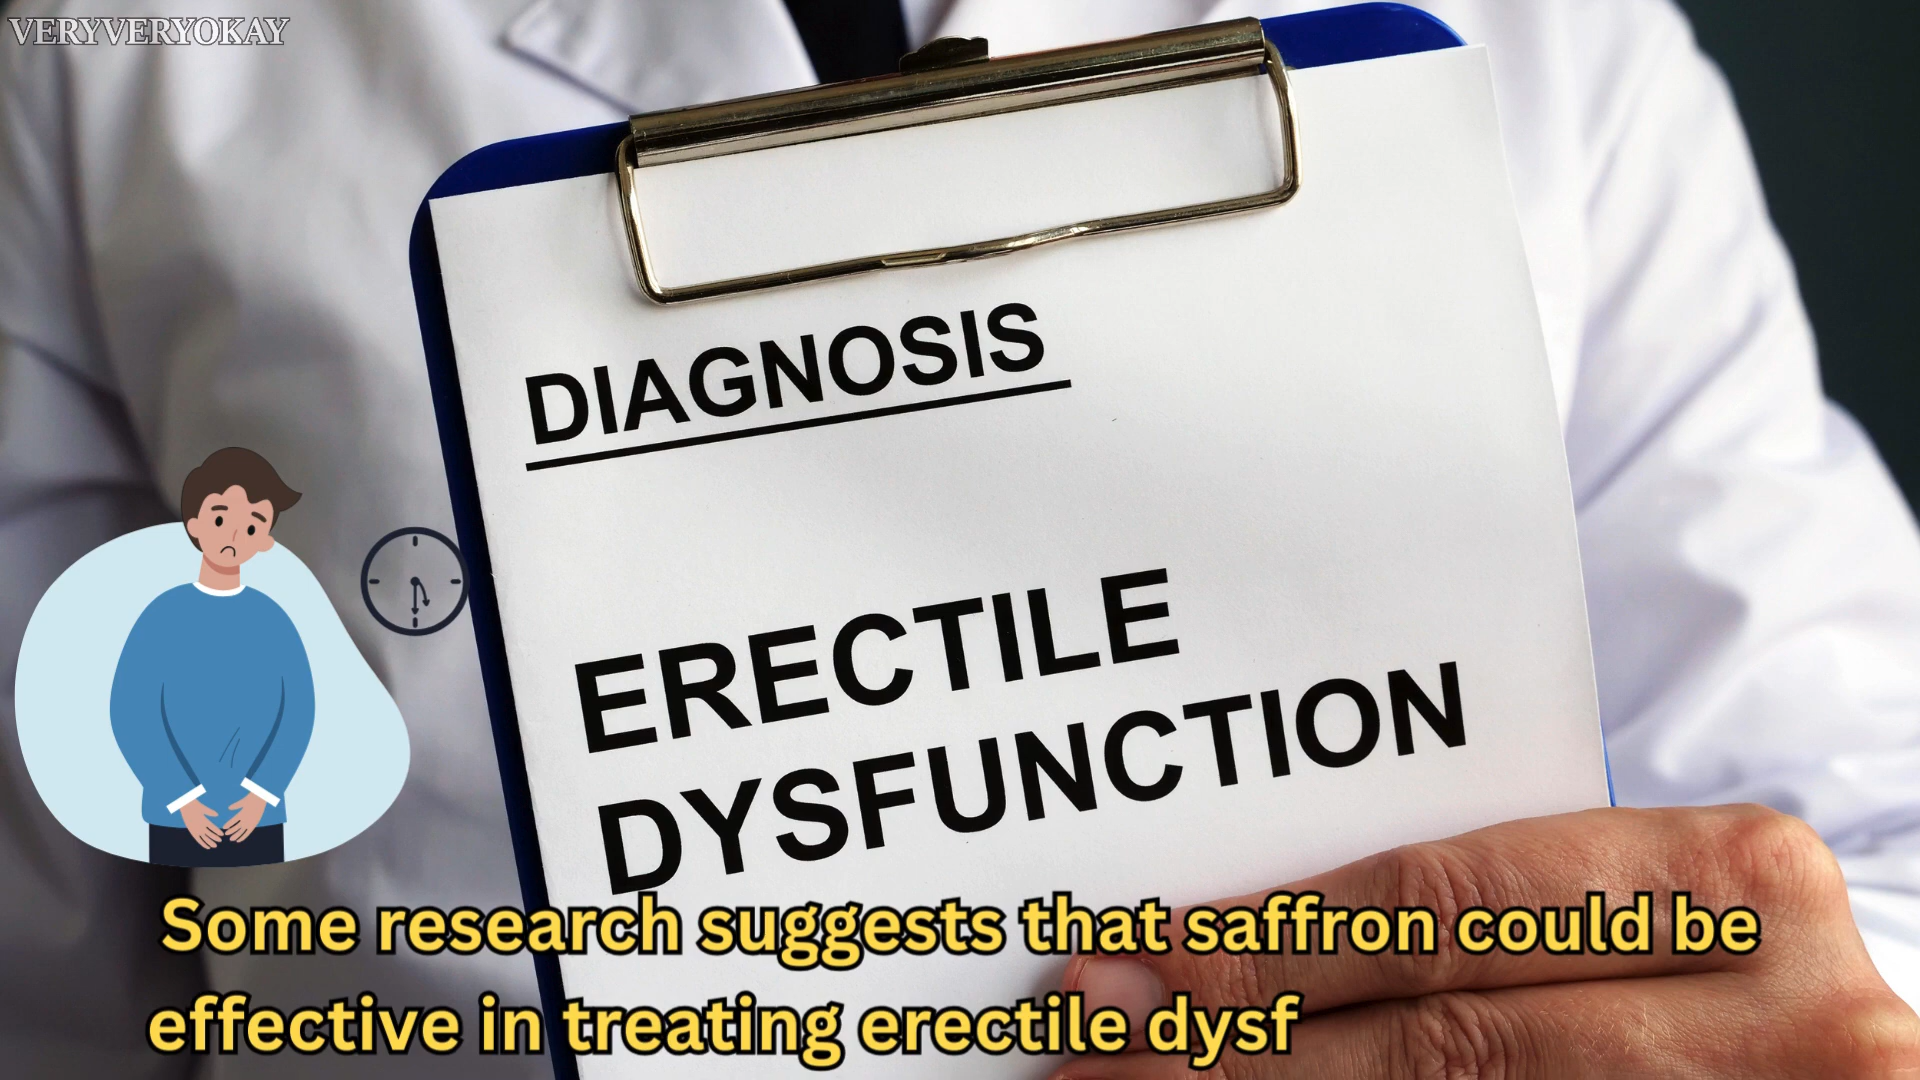 VERYVERYOKAY
DIAGNOSIS
ERECTILE
DYSFUNCTION
Some research suggests that saffron could be
effective in treating erectile dysf